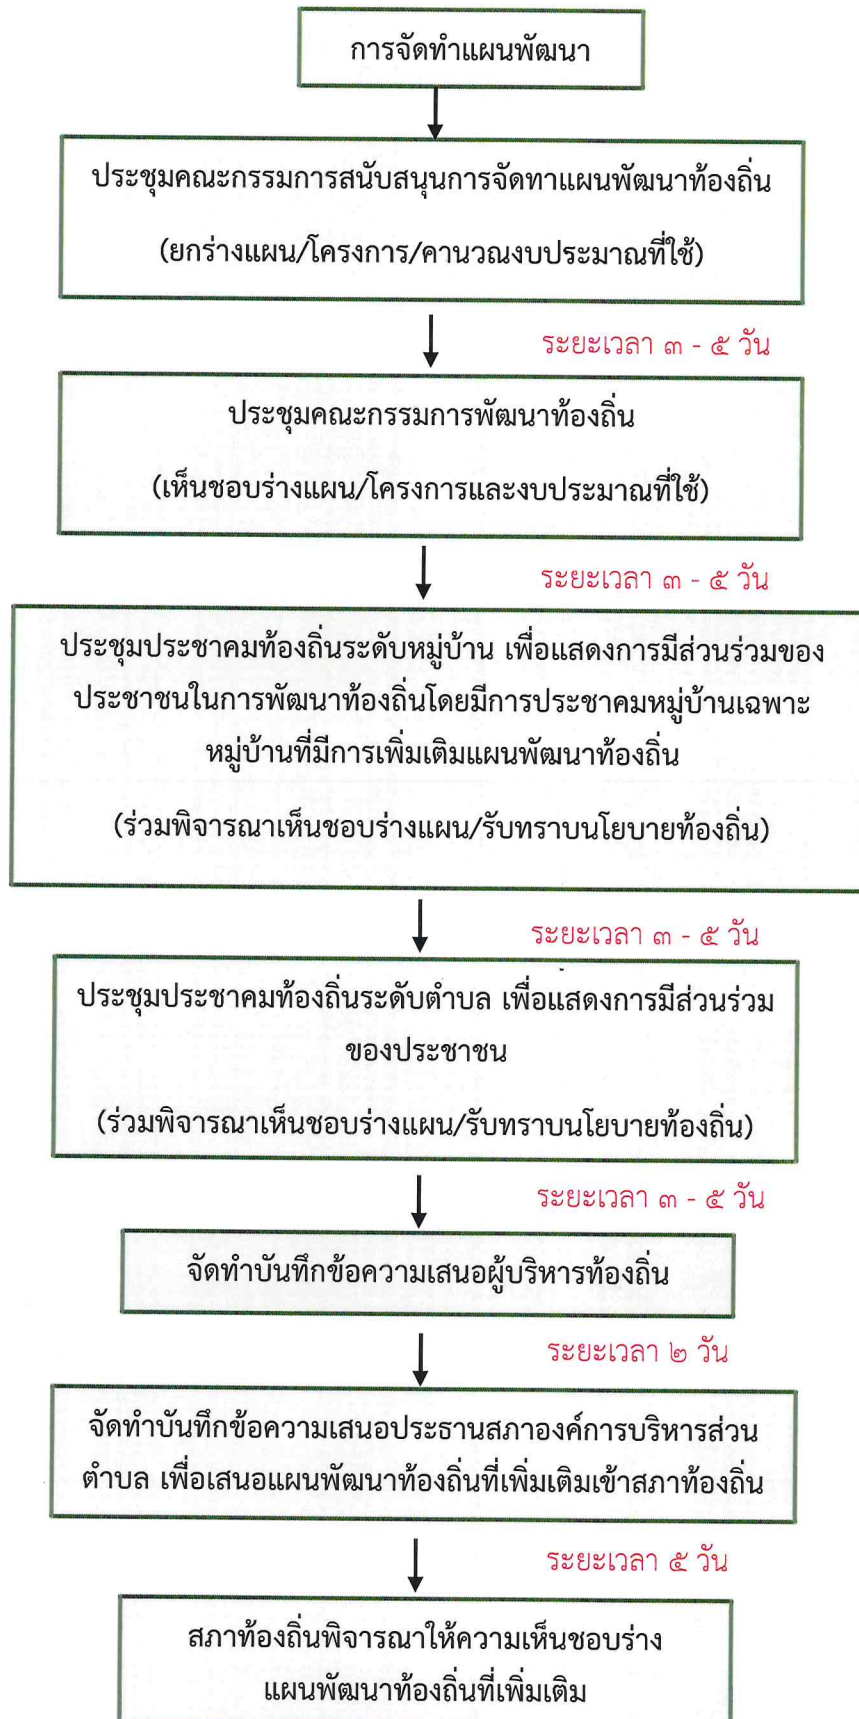 การจัดทำแผนพัฒนา
ประชุมคณะกรรมการสนับสนุนการจัดทาแผนพัฒนาท้องถิ่น
(ยกร่างแผน/โครงการ/คานวณงบประมาณที่ใช้)
ระยะเวลา ๓ - ๕ วัน
ประชุมคณะกรรมการพัฒนาท้องถิ่น
(เห็นชอบร่างแผน/โครงการและงบประมาณที่ใช้)
ระยะเวลา ๓ - ๕ วัน
ประชุมประชาคมท้องถิ่นระดับหมู่บ้าน เพื่อแสดงการมีส่วนร่วมของ
ประชาชนในการพัฒนาท้องถิ่นโดยมีการประชาคมหมู่บ้านเฉพาะ
หมู่บ้านที่มีการเพิ่มเติมแผนพัฒนาท้องถิ่น
(ร่วมพิจารณาเห็นชอบร่างแผน/รับทราบนโยบายท้องถิ่น)
ระยะเวลา ๓ - ๕ วัน
ประชุมประชาคมท้องถิ่นระดับตำบล เพื่อแสดงการมีส่วนร่วม
ของประชาชน
(ร่วมพิจารณาเห็นชอบร่างแผน/รับทราบนโยบายท้องถิ่น)
ระยะเวลา ๓ - ๕ วัน
จัดทำบันทึกข้อความเสนอผู้บริหารท้องถิ่น
ระยะเวลา ๒ วัน
จัดทำบันทึกข้อความเสนอประธานสภาองค์การบริหารส่วน
ตำบล เพื่อเสนอแผนพัฒนาท้องถิ่นที่เพิ่มเติมเข้าสภาท้องถิ่น
ระยะเวลา ๕ วัน
สภาท้องถิ่นพิจารณาให้ความเห็นชอบร่าง
แผนพัฒนาท้องถิ่นที่เพิ่มเติม